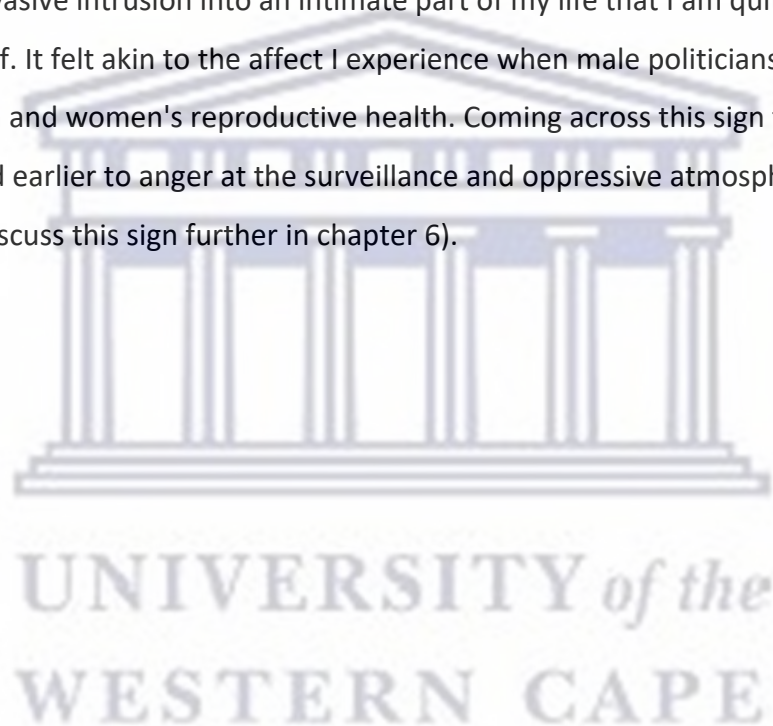 vasive intrusion into an intimate part of my life that I am qui
f. It felt akin to the affect I experience when male politicians
and women's reproductive health. Coming across this sign
d earlier to anger at the surveillance and oppressive atmosph
scuss this sign further in chapter 6).
UNIVERSITY of the
WESTERN CAPE